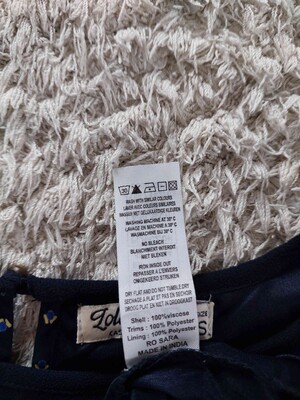 30
WASH WITH SIMILAR COLOURS
LAVER AVEC COULEURS SIMILAIRES
WASSEN MET GELIJKAARDIGE KLEUREN
WASHING MACHINE AT 30° C
LAVAGE EN MACHINE A 30° C
WASMACHINE BIJ 30° C
NO BLEACH
BLANCHIMENT INTERDIT
NIET BLEKEN
IRON INSIDE OUT
REPASSER A L'ENVERS
OMGEKEERD STRIJKEN
DRY FLAT AND DO NOT TUMBLE DRY
SECHAGE A PLAT ET PAS EN SECHOIR
PLAT DROGEN EN NIET IN DROOGKAST
Shell : 100%viscose
Trims : 100% Polyester
Lining : 100% Polyester
RO SARA
MADE IN INDIA
S